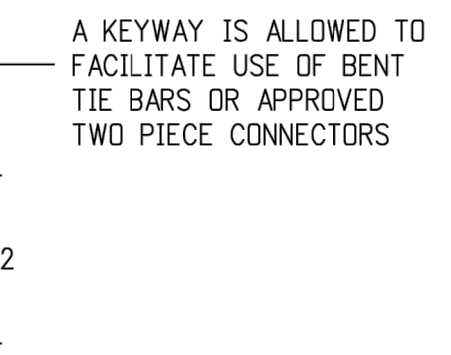 A KEYWAY IS ALLOWED TO
FACILITATE USE OF BENT
TIE BARS OR APPROVED
TWO PIECE CONNECTORS
2